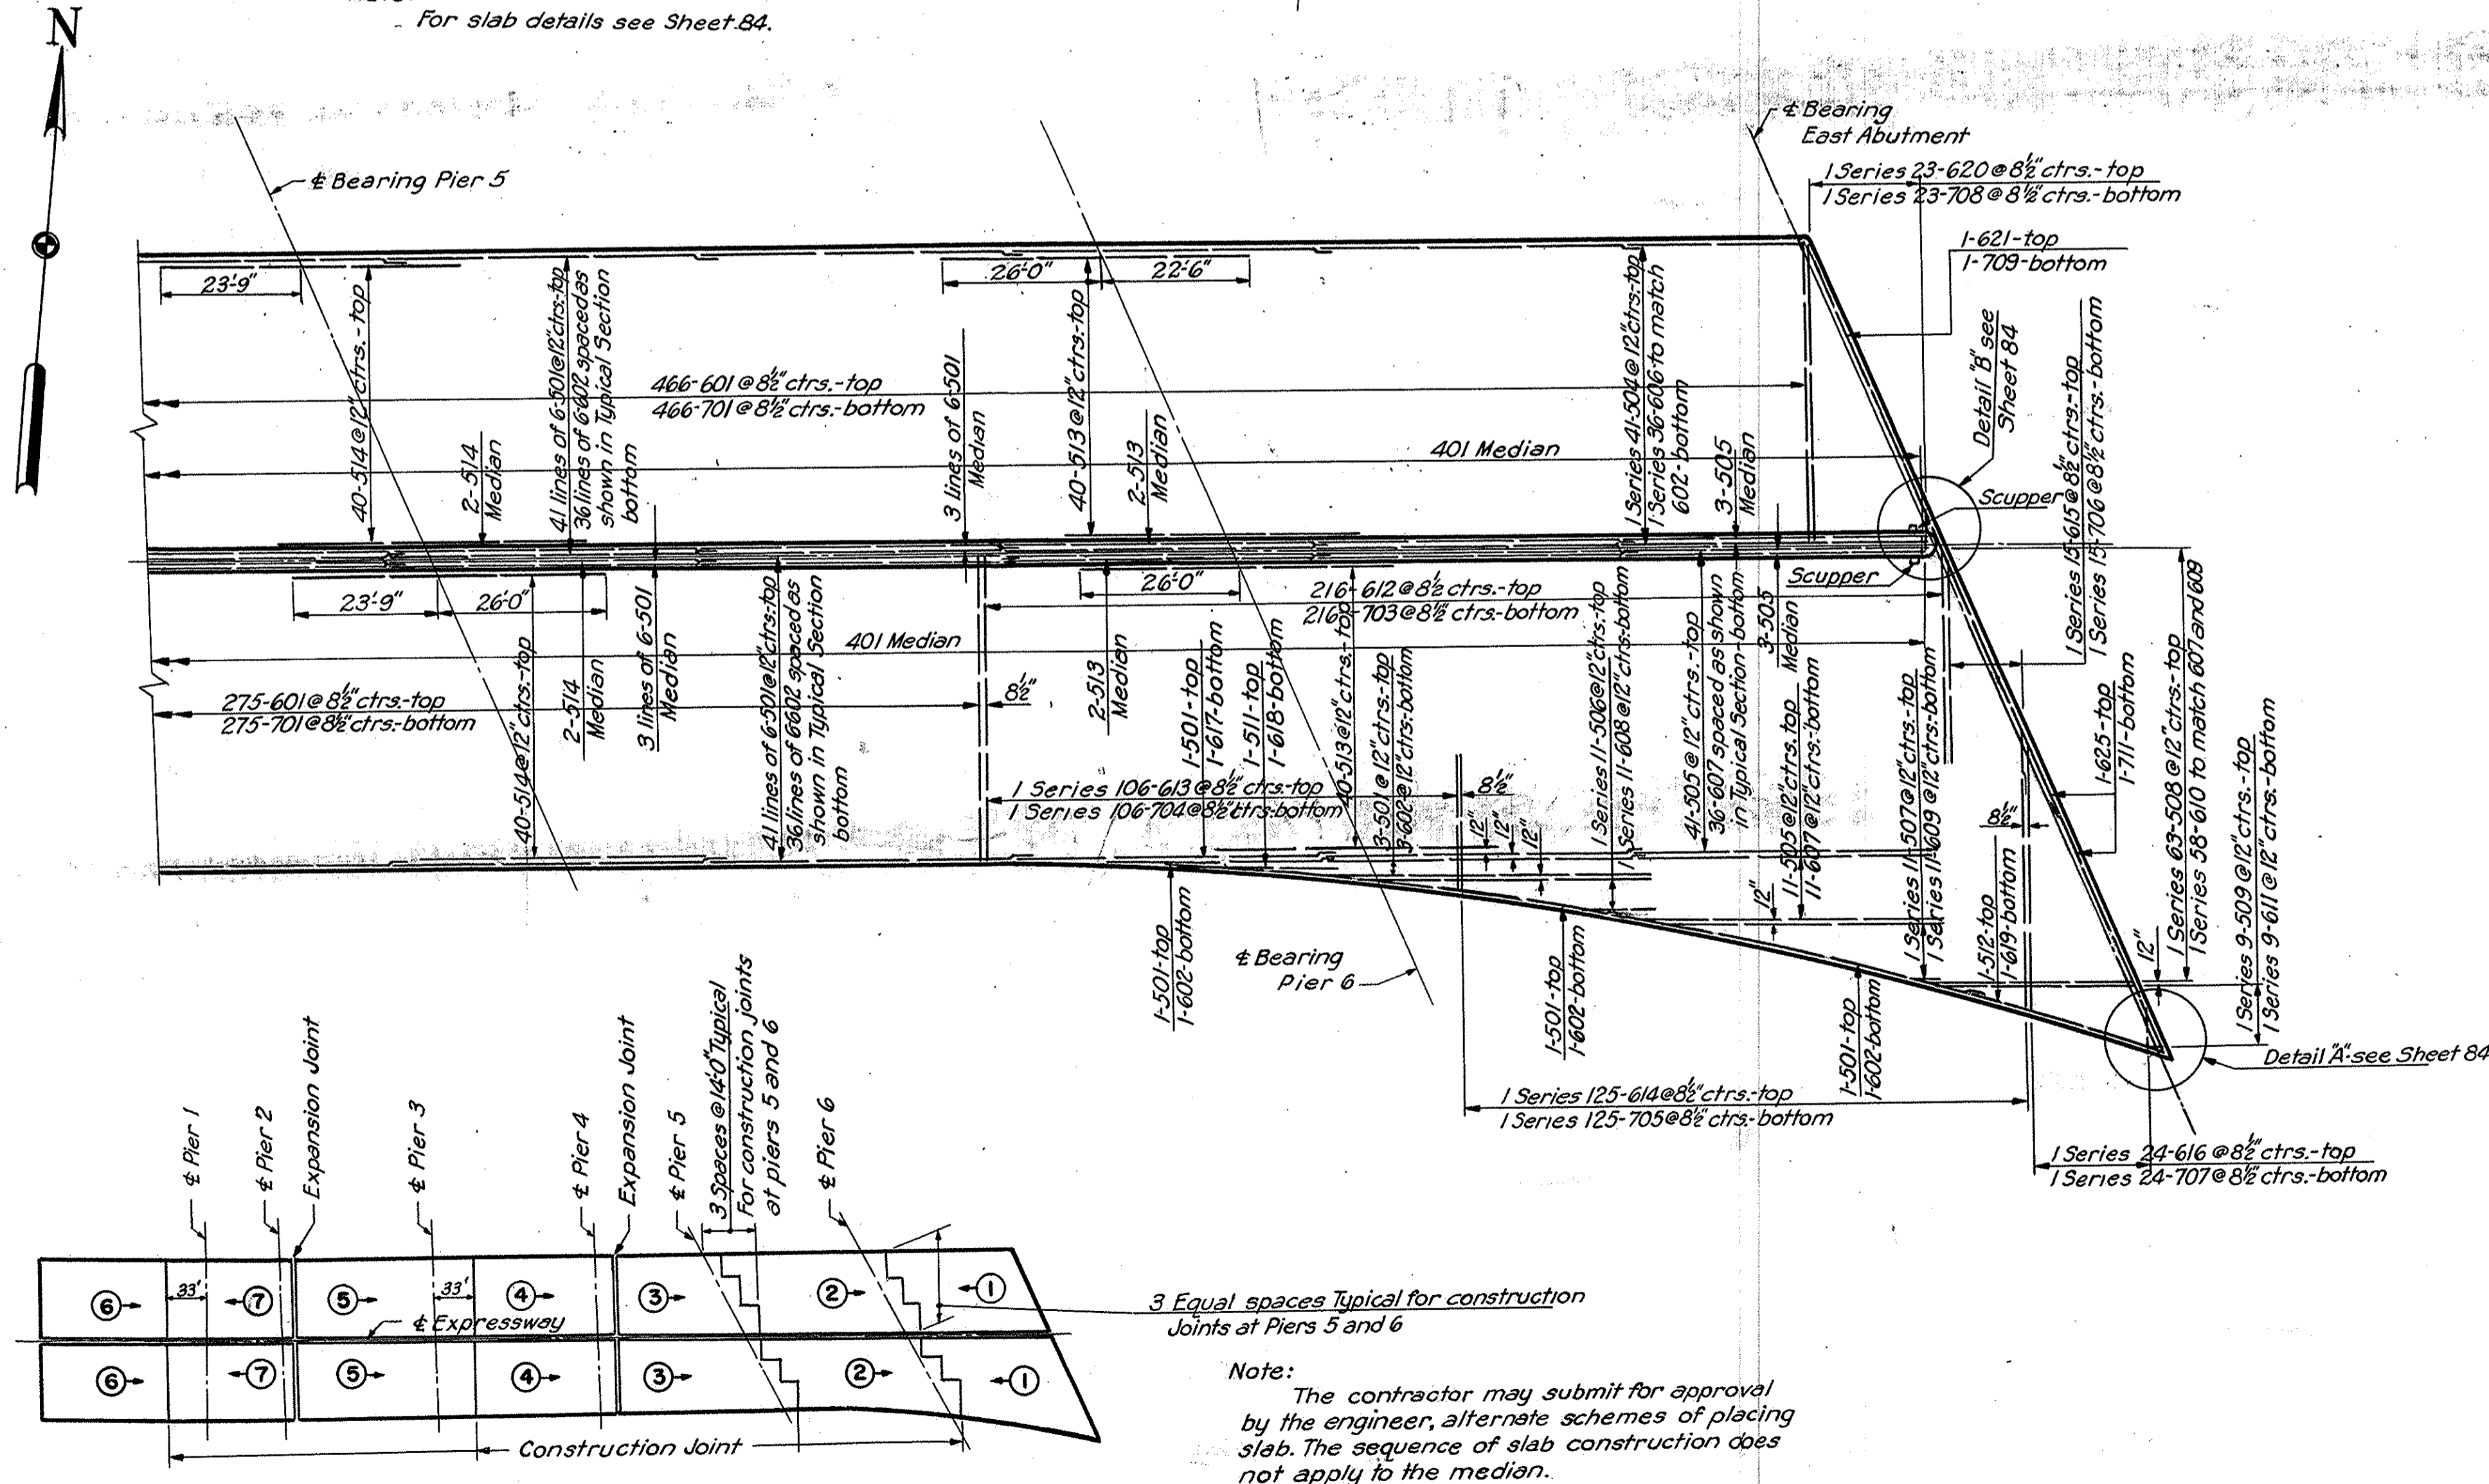 For slab details see Sheet 84.
N
℄ Bearing Pier 5
℄ Bearing
East Abutment
1 Series 23-620 @ 8½" ctrs.-top
1 Series 23-708 @ 8½" ctrs.-bottom
1-621-top
1-709-bottom
23'-9"
26'-0"
22'-6"
40-514 @ 12" ctrs.-top
2-514
Median
41 lines of 6-501 @ 12" ctrs.-top
36 lines of 6-602 spaced as
shown in Typical Section
bottom
466-601 @ 8½" ctrs.-top
466-701 @ 8½" ctrs.-bottom
3 lines of 6-501
Median
40-513 @ 12" ctrs.-top
2-513
Median
401 Median
1 Series 41-504 @ 12" ctrs.-top
1 Series 36-606 to match
602-bottom
3-505
Median
Detail "B" see
Sheet 84
Scupper
1 Series 15-615 @ 8½" ctrs.-top
1 Series 15-706 @ 8½" ctrs.-bottom
23'-9"
26'-0"
26'-0"
Scupper
216-612 @ 8½" ctrs.-top
216-703 @ 8½" ctrs.-bottom
401 Median
275-601 @ 8½" ctrs.-top
275-701 @ 8½" ctrs.-bottom
40-514 @ 12" ctrs.-top
2-514
Median
3 lines of 6-501
Median
41 lines of 6-501 @ 12" ctrs.-top
36 lines of 6-602 spaced as
shown in Typical Section
bottom
8½"
2-513
Median
1-501-top
1-617-bottom
1-511-top
1-618-bottom
40-513 @ 12" ctrs.-top
3-501 @ 12" ctrs.-top
3-602 @ 12" ctrs.-bottom
1 Series 106-613 @ 8½" ctrs.-top
1 Series 106-704 @ 8½" ctrs.-bottom
8½"
12"
12"
12"
1 Series 11-506 @ 12" ctrs.-top
1 Series 11-608 @ 12" ctrs.-bottom
41-505 @ 12" ctrs.-top
36-607 spaced as shown
in Typical Section-bottom
3-505
Median
11-505 @ 12" ctrs.top
11-607 @ 12" ctrs.-bottom
12"
1 Series 11-507 @ 12" ctrs.-top
1 Series 11-609 @ 12" ctrs.-bottom
8½"
1-512-top
1-619-bottom
1-625-top
1-711-bottom
12"
1 Series 63-508 @ 12" ctrs.-top
1 Series 58-610 to match 607 and 609
1 Series 9-509 @ 12" ctrs.-top
1 Series 9-611 @ 12" ctrs.-bottom
1-501-top
1-602-bottom
℄ Bearing
Pier 6
1-501-top
1-602-bottom
1-501-top
1-602-bottom
Detail "A"-see Sheet 84
1 Series 125-614 @ 8½" ctrs.-top
1 Series 125-705 @ 8½" ctrs.-bottom
1 Series 24-616 @ 8½" ctrs.-top
1 Series 24-707 @ 8½" ctrs.-bottom
℄ Pier 1
℄ Pier 2
Expansion Joint
℄ Pier 3
℄ Pier 4
Expansion Joint
℄ Pier 5
3 Spaces @ 14'-0" Typical
For construction joints
at piers 5 and 6
℄ Pier 6
6 33' 7 5 33' 4 3 2 1
℄ Expressway
6 7 5 4 3 2 1
Construction Joint
3 Equal spaces Typical for construction
Joints at Piers 5 and 6
Note:
The contractor may submit for approval
by the engineer, alternate schemes of placing
slab. The sequence of slab construction does
not apply to the median.